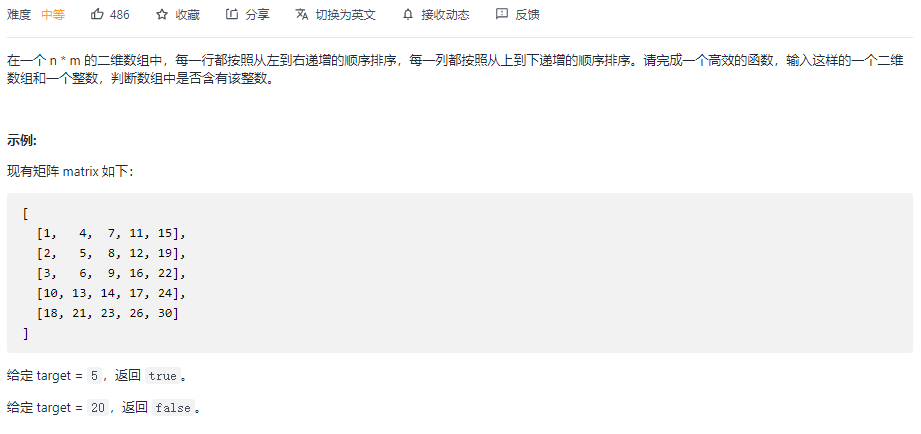 难度 中等 486 收藏 分享 切换为英文 接收动态 反馈
在一个 n * m 的二维数组中，每一行都按照从左到右递增的顺序排序，每一列都按照从上到下递增的顺序排序。请完成一个高效的函数，输入这样的一个二维
数组和一个整数，判断数组中是否含有该整数。
示例:
现有矩阵 matrix 如下：
[
[1, 4, 7, 11, 15],
[2, 5, 8, 12, 19],
[3, 6, 9, 16, 22],
[10, 13, 14, 17, 24],
[18, 21, 23, 26, 30]
]
给定 target = 5，返回 true。
给定 target = 20，返回 false。